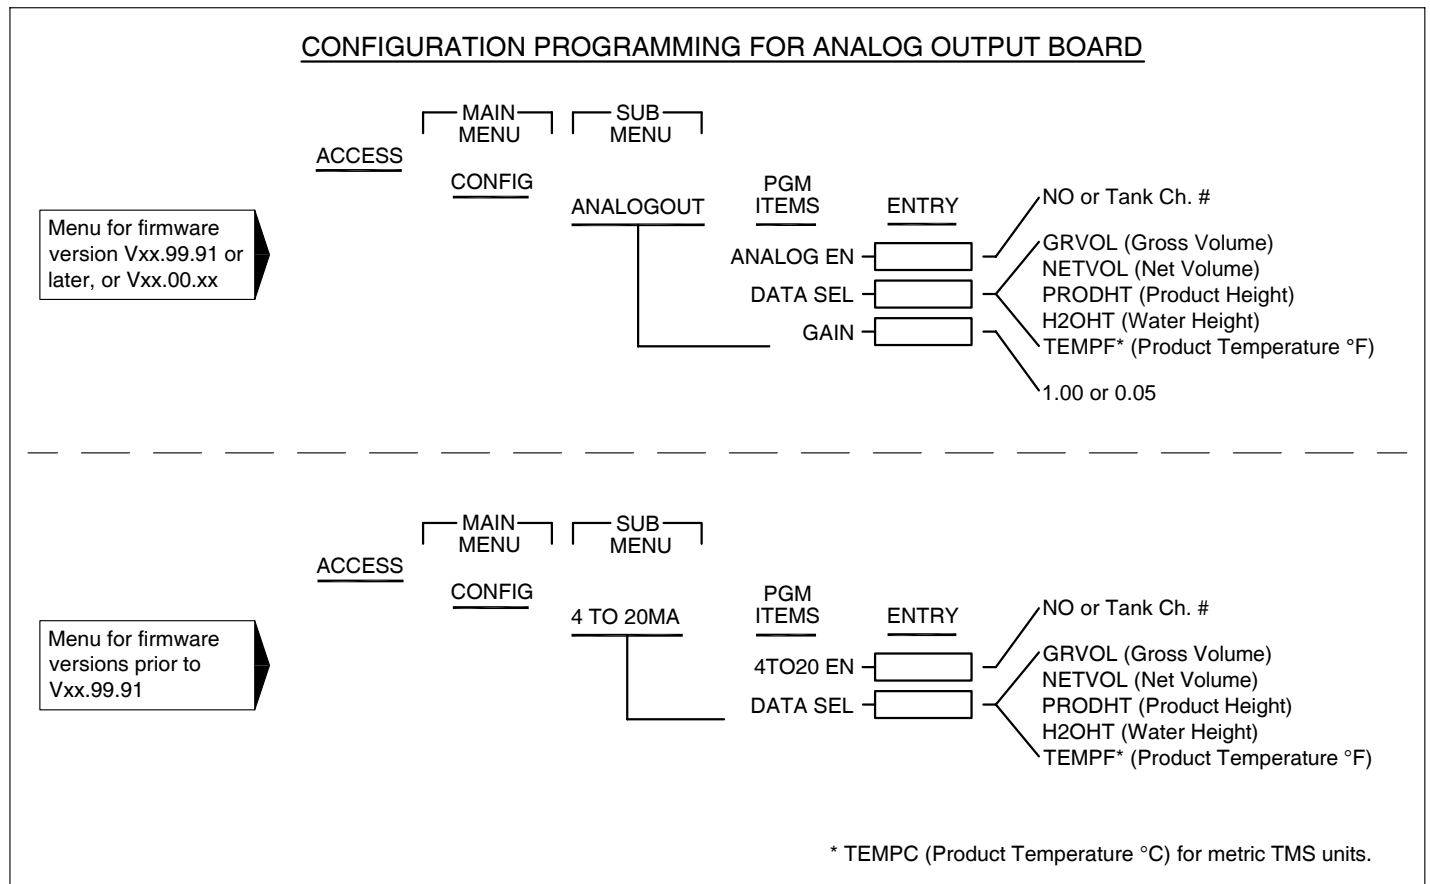 CONFIGURATION PROGRAMMING FOR ANALOG OUTPUT BOARD
MAIN
MENU
SUB
MENU
ACCESS
CONFIG
ANALOGOUT
PGM
ITEMS
ENTRY
Menu for firmware
version Vxx.99.91 or
later, or Vxx.00.xx
ANALOG EN
DATA SEL
GAIN
NO or Tank Ch. #
GRVOL (Gross Volume)
NETVOL (Net Volume)
PRODHT (Product Height)
H2OHT (Water Height)
TEMPF* (Product Temperature °F)
1.00 or 0.05
MAIN
MENU
SUB
MENU
ACCESS
CONFIG
4 TO 20MA
PGM
ITEMS
ENTRY
Menu for firmware
versions prior to
Vxx.99.91
4TO20 EN
DATA SEL
NO or Tank Ch. #
GRVOL (Gross Volume)
NETVOL (Net Volume)
PRODHT (Product Height)
H2OHT (Water Height)
TEMPF* (Product Temperature °F)
* TEMPC (Product Temperature °C) for metric TMS units.